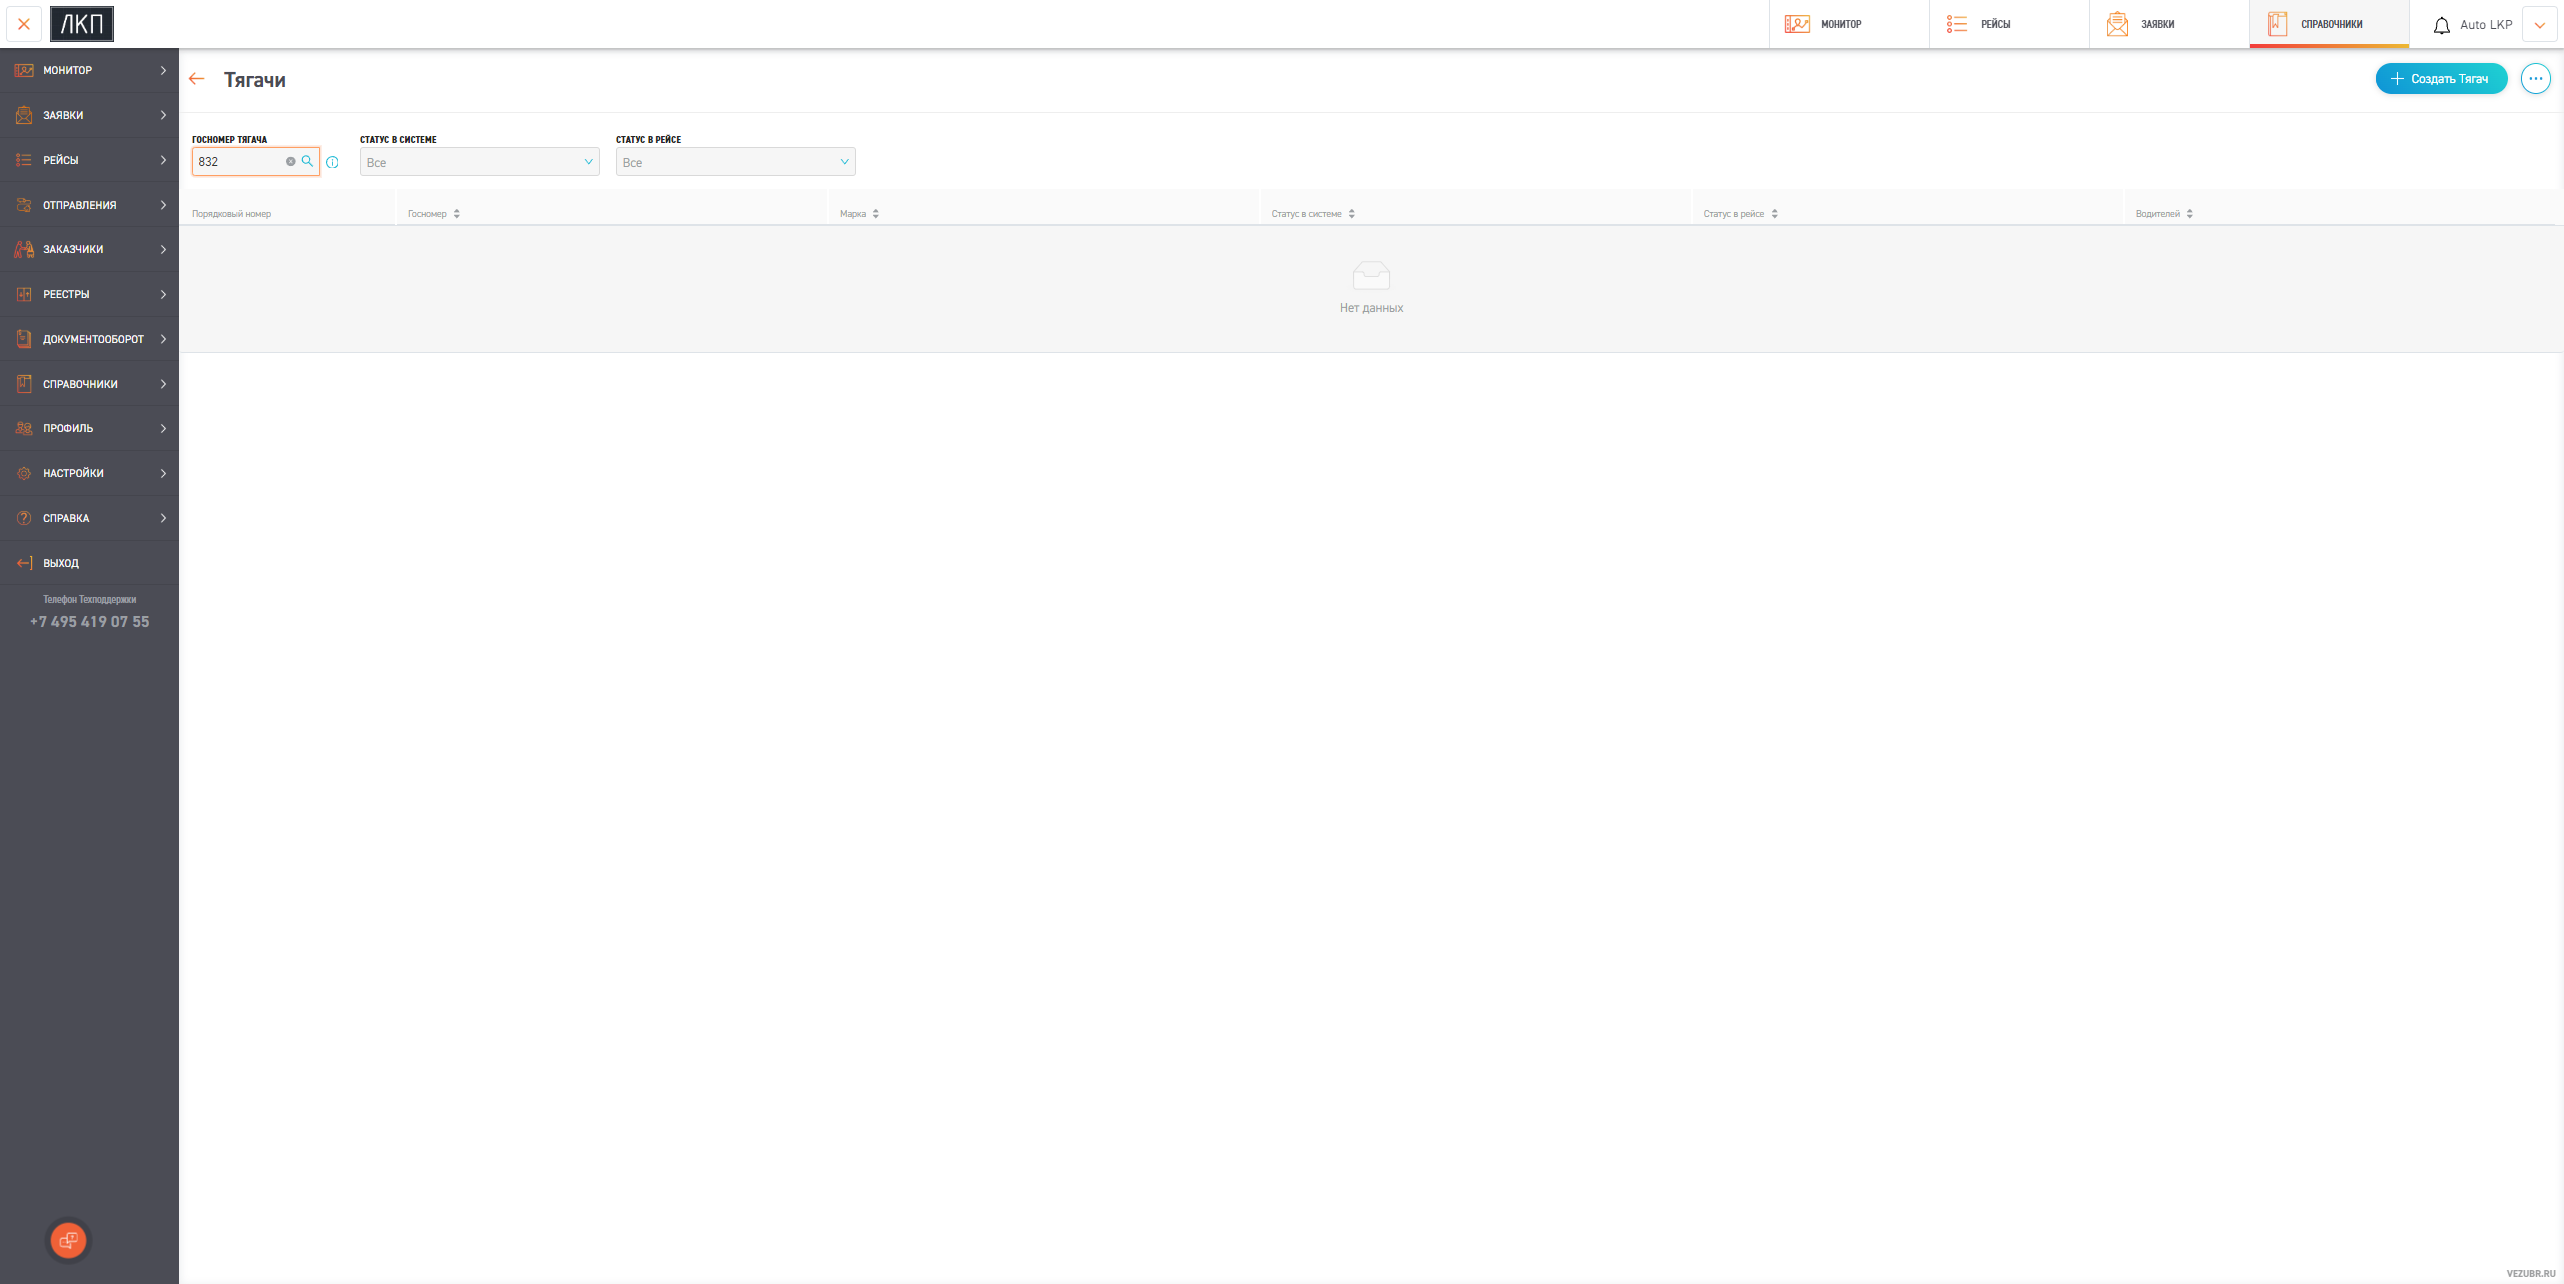 ЛКП
МОНИТОР
РЕЙСЫ
ЗАЯВКИ
СПРАВОЧНИКИ
Auto LKP
МОНИТОР
ЗАЯВКИ
РЕЙСЫ
ОТПРАВЛЕНИЯ
ЗАКАЗЧИКИ
РЕЕСТРЫ
ДОКУМЕНТООБОРОТ
СПРАВОЧНИКИ
ПРОФИЛЬ
НАСТРОЙКИ
СПРАВКА
ВЫХОД
Телефон Техподдержки
+7 495 419 07 55
Тягачи
Создать Тягач
ГОСНОМЕР ТЯГАЧА
СТАТУС В СИСТЕМЕ
СТАТУС В РЕЙСЕ
832
Все
Все
Порядковый номер
Госномер
Марка
Статус в системе
Статус в рейсе
Водителей
Нет данных
VEZUBR.RU